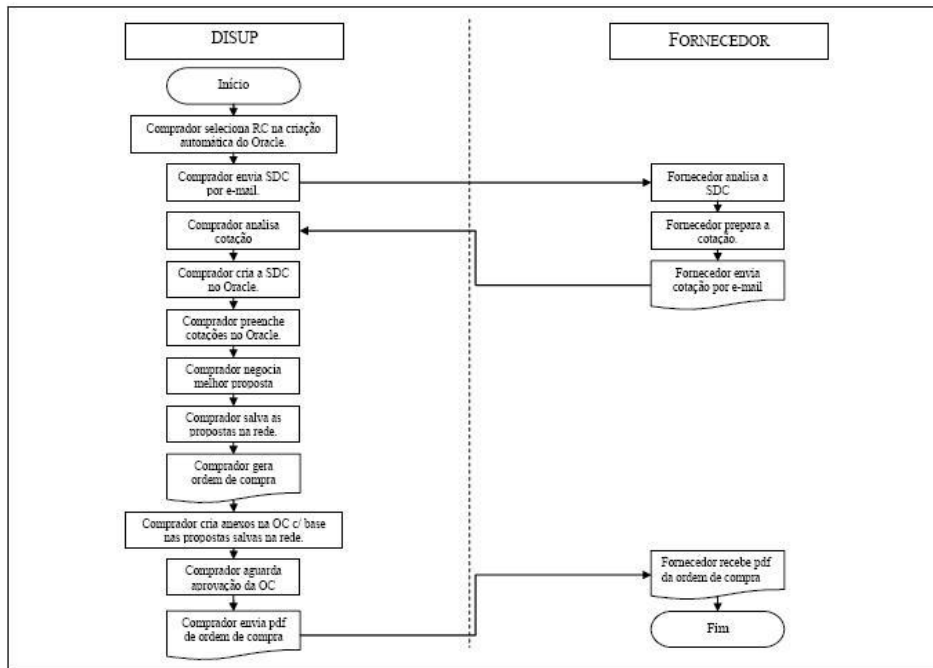 DISUP
FORNECEDOR
Início
Comprador seleciona RC na criação
automática do Oracle.
Comprador envia SDC
por e-mail.
Fornecedor analisa a
SDC
Comprador analisa
cotação
Fornecedor prepara a
cotação.
Comprador cria a SDC
no Oracle.
Fornecedor envia
cotação por e-mail
Comprador preenche
cotações no Oracle.
Comprador negocia
melhor proposta
Comprador salva as
propostas na rede.
Comprador gera
ordem de compra
Comprador cria anexos na OC c/ base
nas propostas salvas na rede.
Comprador aguarda
aprovação da OC
Fornecedor recebe pdf
da ordem de compra
Comprador envia pdf
de ordem de compra
Fim